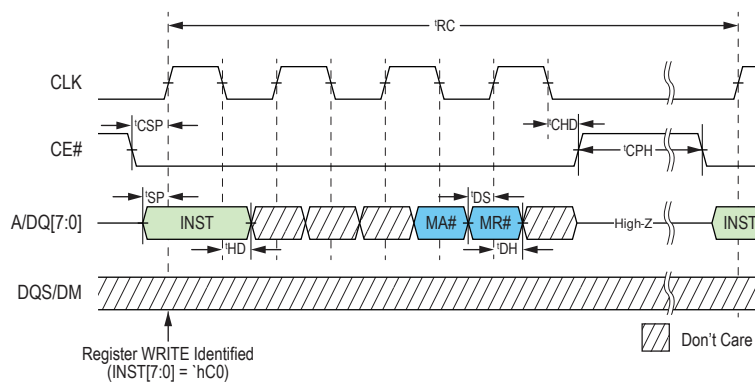 tRC
CLK
tCSP
tCHD
CE#
tCPH
tSP
tDS
A/DQ[7:0]
INST
MA#
MR#
High-Z
INST
tHD
tDH
DQS/DM
Don't Care
Register WRITE Identified
(INST[7:0] = `hC0)